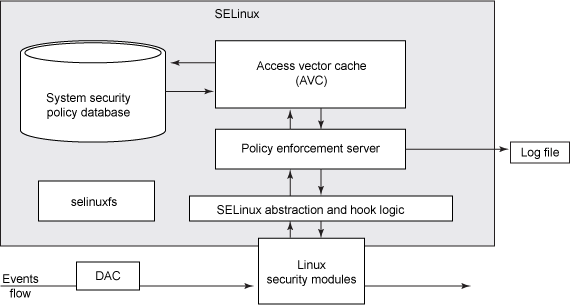 SELinux
Access vector cache
(AVC)
System security
policy database
Policy enforcement server
Log file
selinuxfs
SELinux abstraction and hook logic
Linux
security modules
DAC
Events
flow